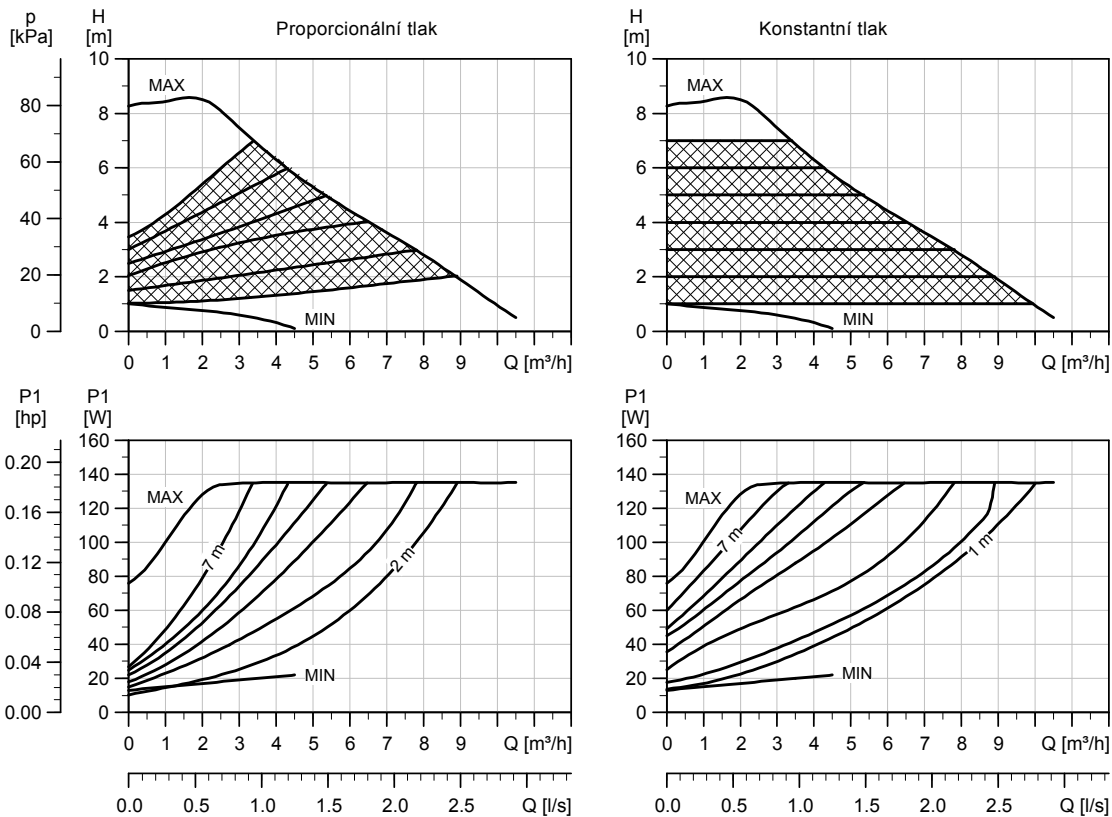 p
[kPa]
H
[m]
Proporcionální tlak
H
[m]
Konstantní tlak
10
8
6
4
2
0
80
60
40
20
0
MAX
MIN
0 1 2 3 4 5 6 7 8 9 Q [m³/h]
10
8
6
4
2
0
MAX
MIN
0 1 2 3 4 5 6 7 8 9 Q [m³/h]
P1
[hp]
P1
[W]
0.20
0.16
0.12
0.08
0.04
0.00
160
140
120
100
80
60
40
20
0
MAX
7 m
2 m
MIN
0 1 2 3 4 5 6 7 8 9 Q [m³/h]
0.0 0.5 1.0 1.5 2.0 2.5 Q [l/s]
P1
[W]
160
140
120
100
80
60
40
20
0
MAX
7 m
1 m
MIN
0 1 2 3 4 5 6 7 8 9 Q [m³/h]
0.0 0.5 1.0 1.5 2.0 2.5 Q [l/s]